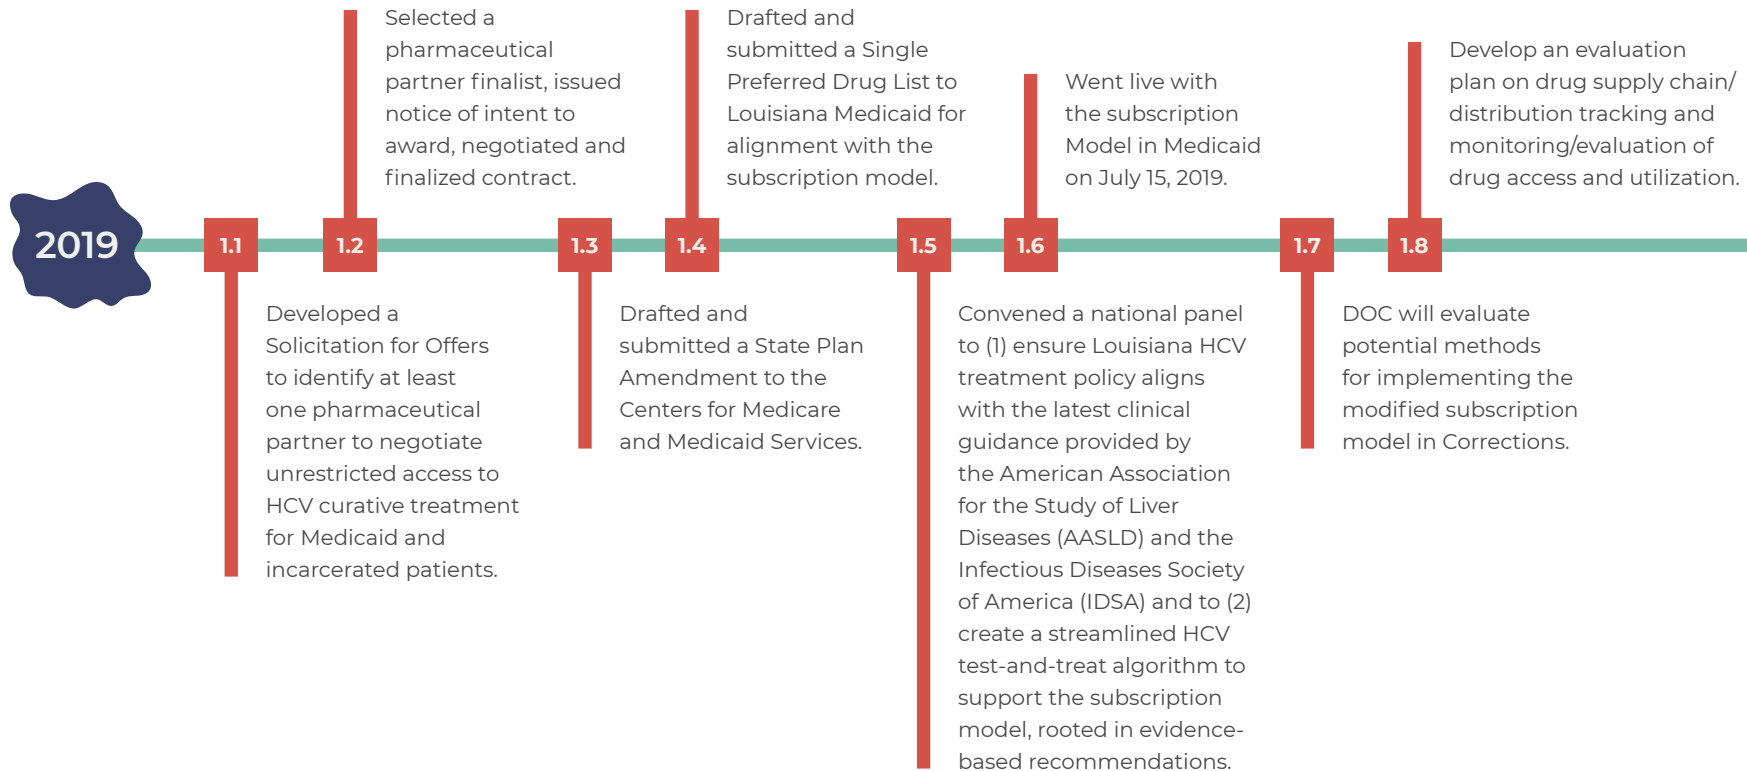 2019
1.1
Developed a
Solicitation for Offers
to identify at least
one pharmaceutical
partner to negotiate
unrestricted access to
HCV curative treatment
for Medicaid and
incarcerated patients.
1.2
Selected a
pharmaceutical
partner finalist, issued
notice of intent to
award, negotiated and
finalized contract.
1.3
Drafted and
submitted a State Plan
Amendment to the
Centers for Medicare
and Medicaid Services.
1.4
Drafted and
submitted a Single
Preferred Drug List to
Louisiana Medicaid for
alignment with the
subscription model.
1.5
Convened a national panel
to (1) ensure Louisiana HCV
treatment policy aligns
with the latest clinical
guidance provided by
the American Association
for the Study of Liver
Diseases (AASLD) and the
Infectious Diseases Society
of America (IDSA) and to (2)
create a streamlined HCV
test-and-treat algorithm to
support the subscription
model, rooted in evidence-
based recommendations.
1.6
Went live with
the subscription
Model in Medicaid
on July 15, 2019.
1.7
DOC will evaluate
potential methods
for implementing the
modified subscription
model in Corrections.
1.8
Develop an evaluation
plan on drug supply chain/
distribution tracking and
monitoring/evaluation of
drug access and utilization.